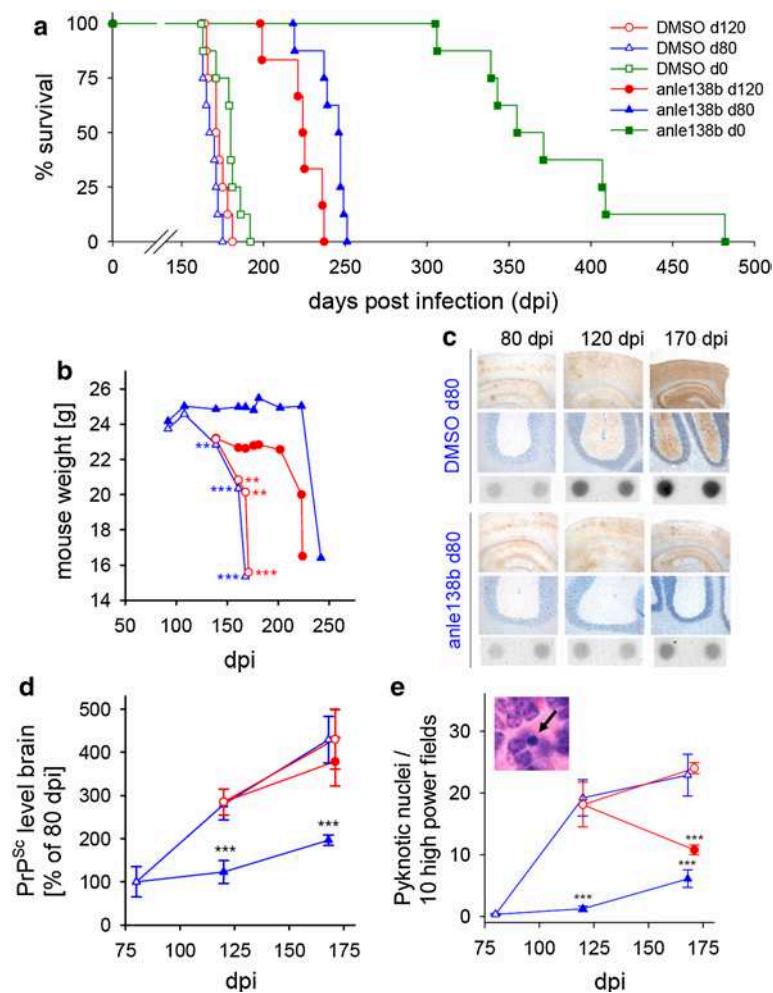 a
100
75
50
25
0
% survival
0 150 200 250 300 350 400 450 500
days post infection (dpi)
DMSO d120
DMSO d80
DMSO d0
anle138b d120
anle138b d80
anle138b d0
b
26
24
22
20
18
16
14
mouse weight [g]
** 
***
***
**
**
***
50 100 150 200 250
dpi
c
80 dpi 120 dpi 170 dpi
DMSO d80
anle138b d80
d
500
400
300
200
100
0
PrPSc level brain
[% of 80 dpi]
***
***
75 100 125 150 175
dpi
e
30
20
10
0
Pyknotic nuclei /
10 high power fields
***
***
***
75 100 125 150 175
dpi